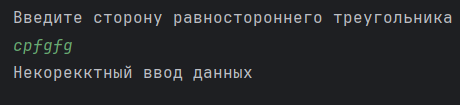 Введите сторону равностороннего треугольника
cpfgfg
Некорекктный ввод данных